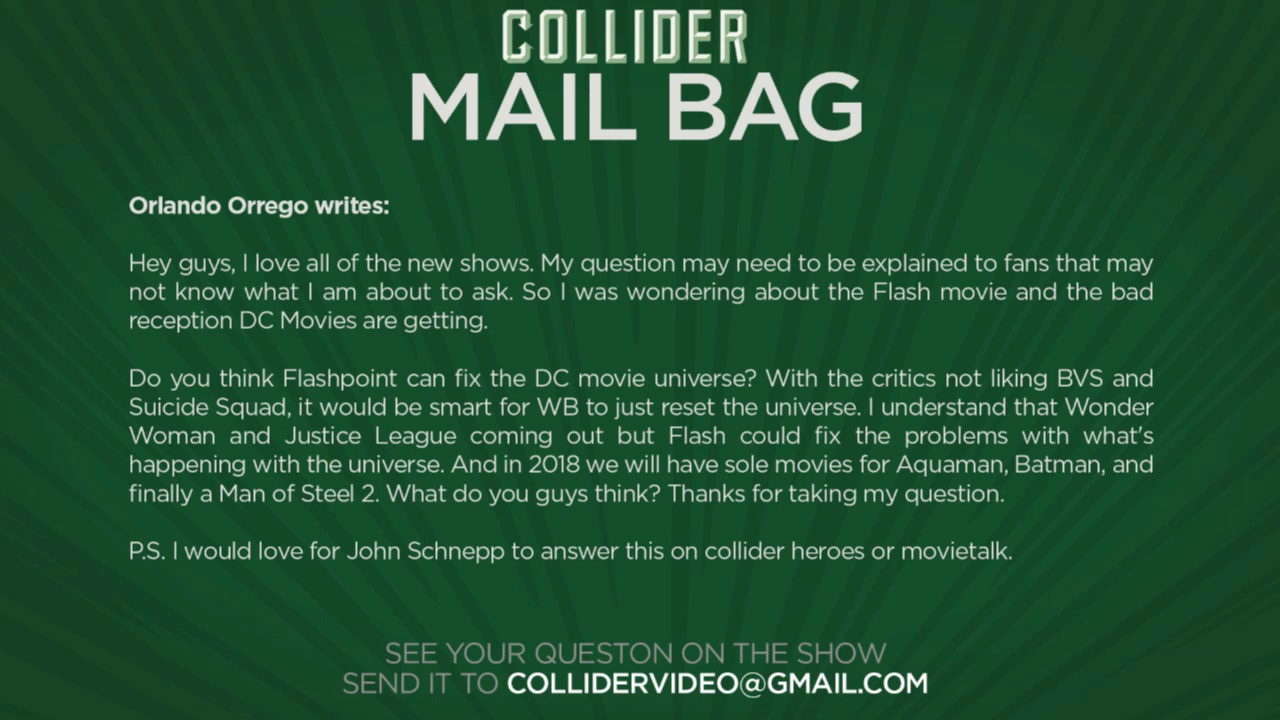 COLLIDER
MAIL BAG
Orlando Orrego writes:
Hey guys, I love all of the new shows. My question may need to be explained to fans that may
not know what I am about to ask. So I was wondering about the Flash movie and the bad
reception DC Movies are getting.
Do you think Flashpoint can fix the DC movie universe? With the critics not liking BVS and
Suicide Squad, it would be smart for WB to just reset the universe. I understand that Wonder
Woman and Justice League coming out but Flash could fix the problems with what's
happening with the universe. And in 2018 we will have sole movies for Aquaman, Batman, and
finally a Man of Steel 2. What do you guys think? Thanks for taking my question.
P.S. I would love for John Schnepp to answer this on collider heroes or movietalk.
SEE YOUR QUESTON ON THE SHOW
SEND IT TO COLLIDERVIDEO@GMAIL.COM